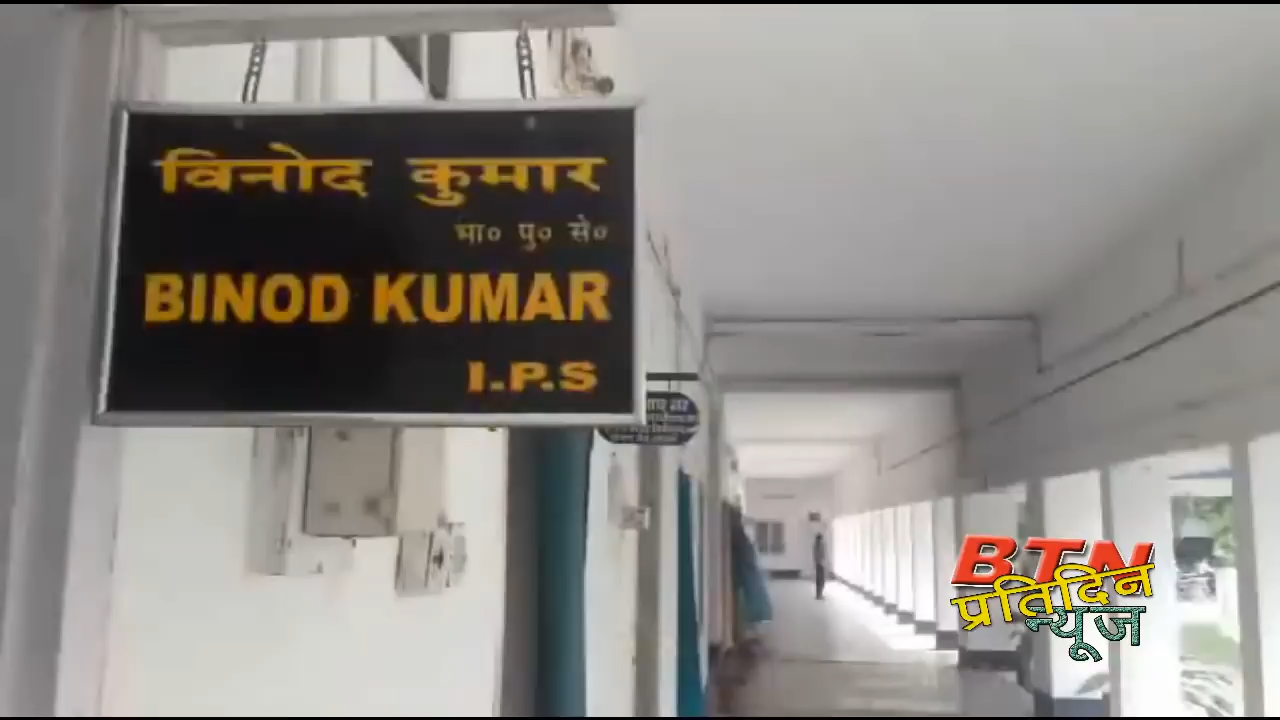 विनोद कुमार
भा० पु० से०
BINOD KUMAR
I.P.S
BTN
प्रतिदिन
न्यूज